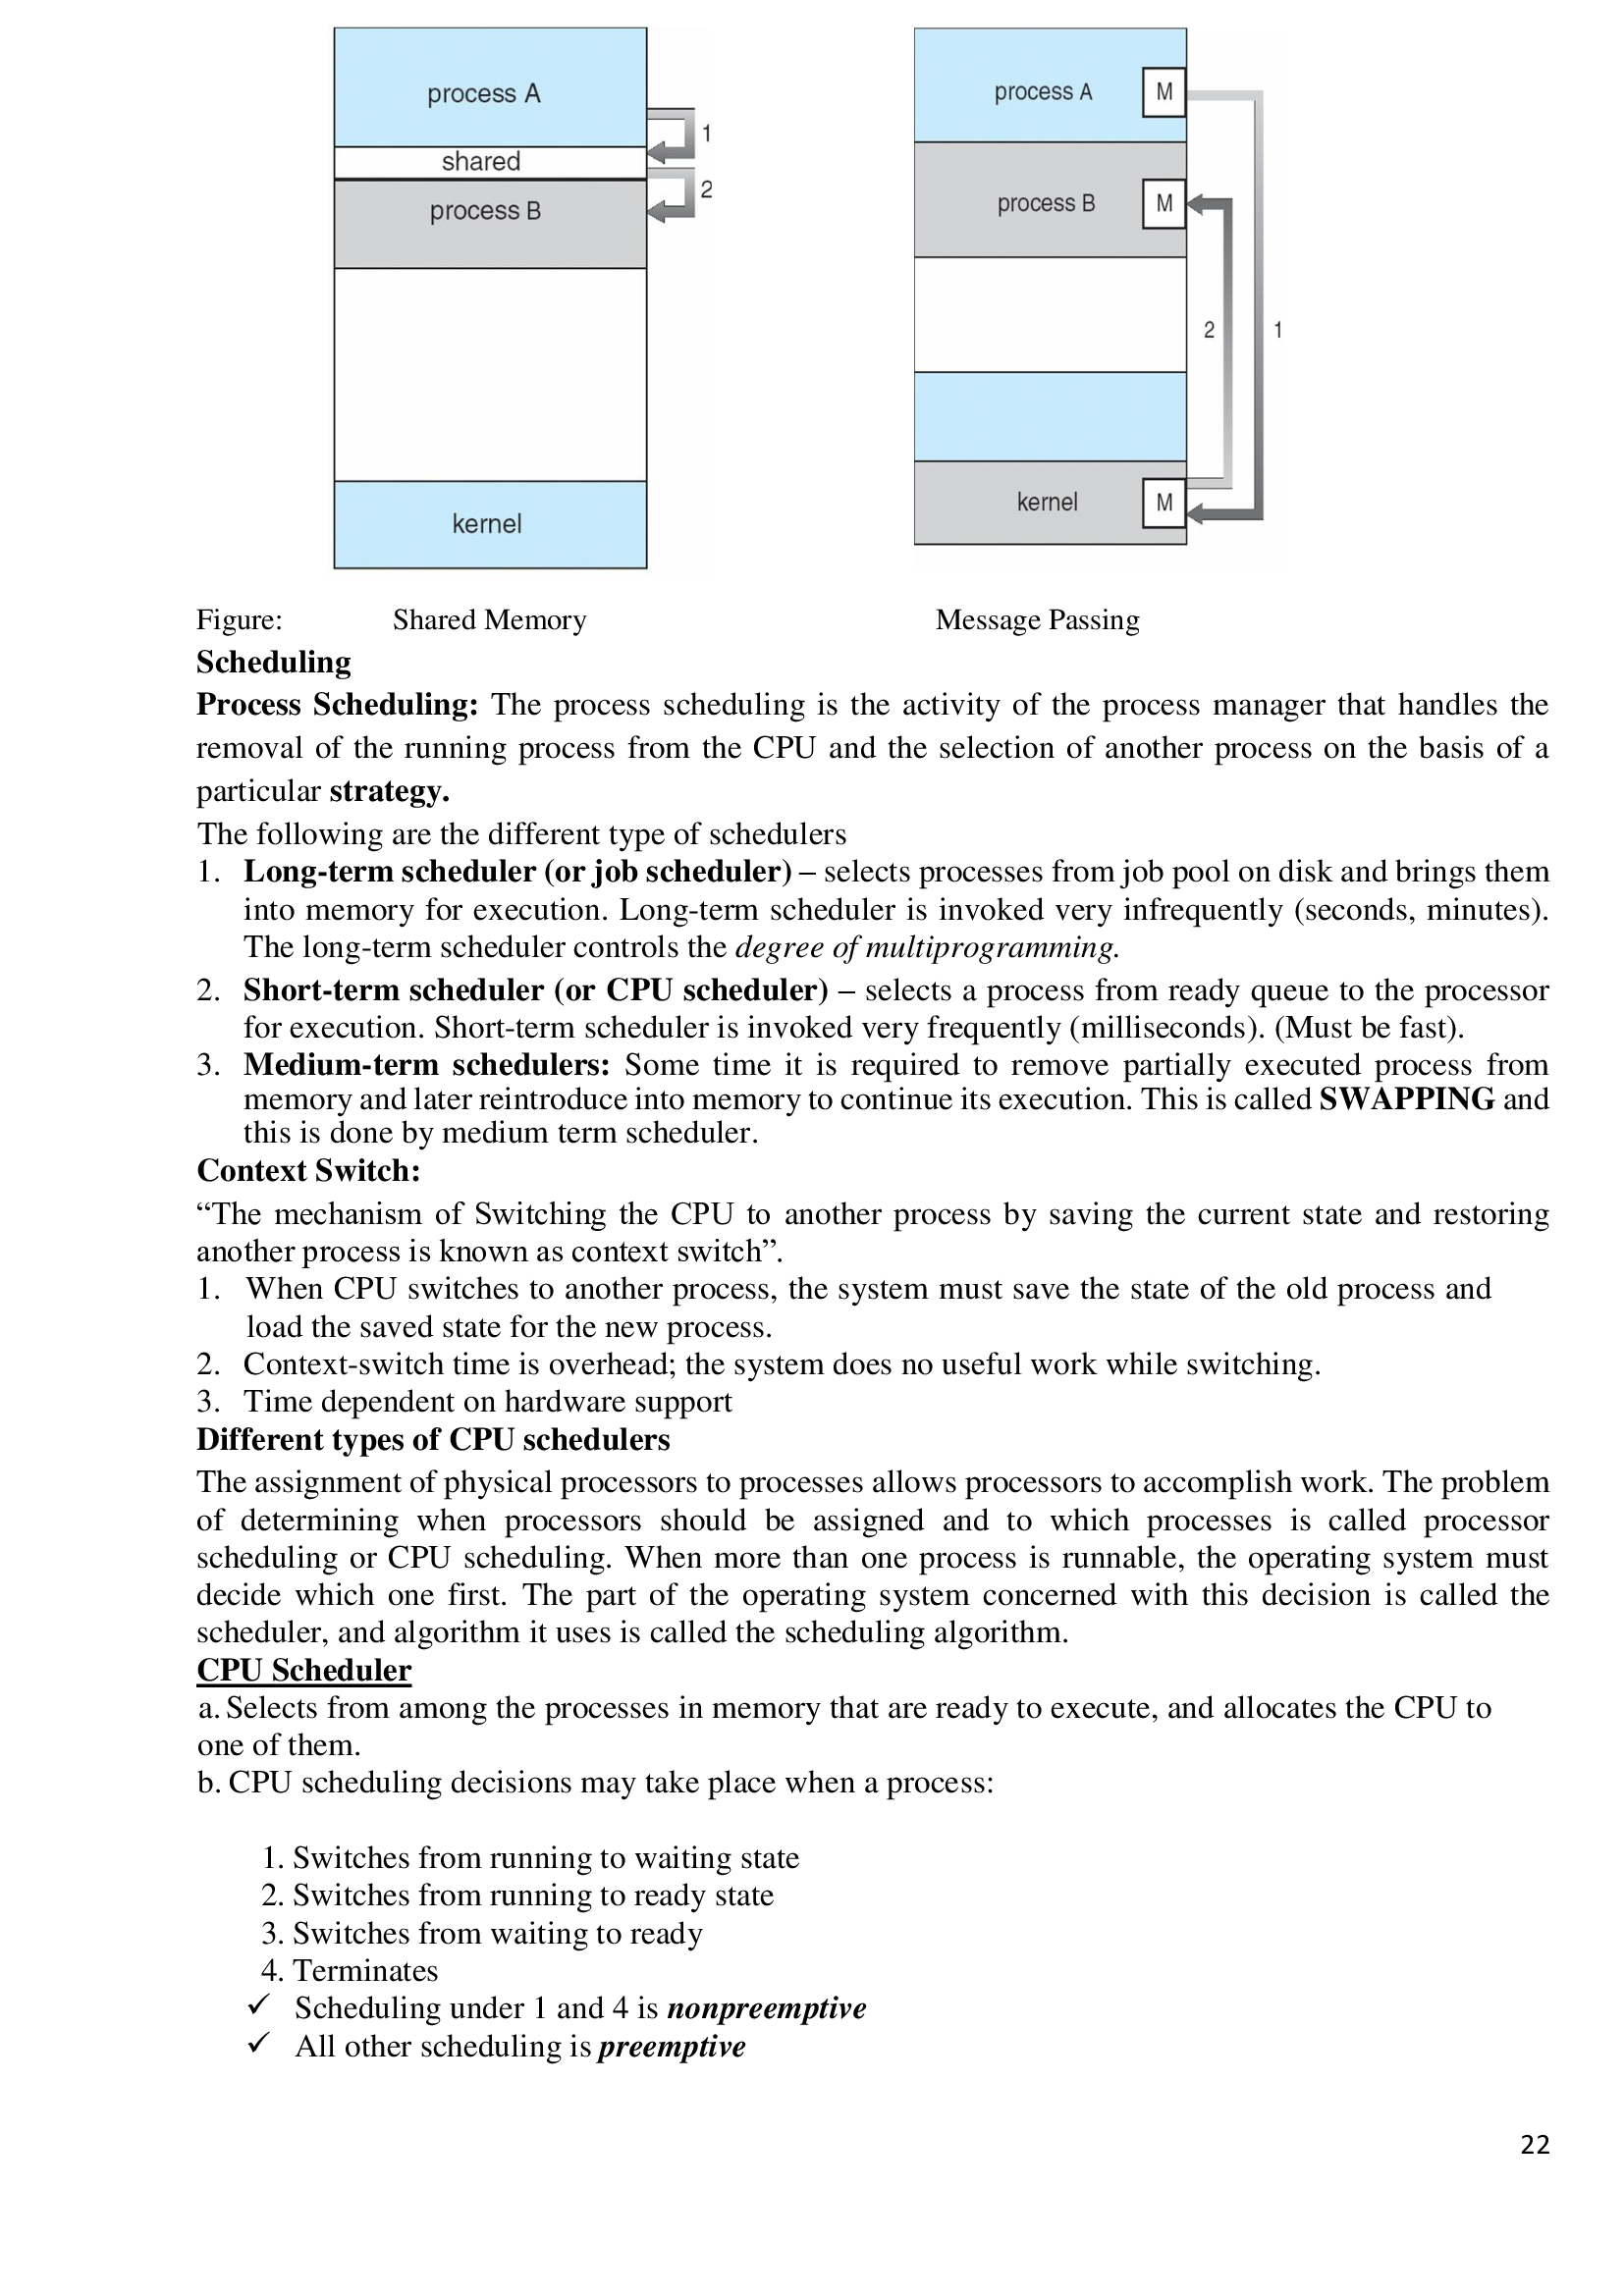 process A
1
shared
2
process B
kernel
process A M
process B M
2 1
kernel M
Figure: Shared Memory Message Passing
Scheduling
Process Scheduling: The process scheduling is the activity of the process manager that handles the
removal of the running process from the CPU and the selection of another process on the basis of a
particular strategy.
The following are the different type of schedulers
1. Long-term scheduler (or job scheduler) – selects processes from job pool on disk and brings them
into memory for execution. Long-term scheduler is invoked very infrequently (seconds, minutes).
The long-term scheduler controls the degree of multiprogramming.
2. Short-term scheduler (or CPU scheduler) – selects a process from ready queue to the processor
for execution. Short-term scheduler is invoked very frequently (milliseconds). (Must be fast).
3. Medium-term schedulers: Some time it is required to remove partially executed process from
memory and later reintroduce into memory to continue its execution. This is called SWAPPING and
this is done by medium term scheduler.
Context Switch:
“The mechanism of Switching the CPU to another process by saving the current state and restoring
another process is known as context switch”.
1. When CPU switches to another process, the system must save the state of the old process and
load the saved state for the new process.
2. Context-switch time is overhead; the system does no useful work while switching.
3. Time dependent on hardware support
Different types of CPU schedulers
The assignment of physical processors to processes allows processors to accomplish work. The problem
of determining when processors should be assigned and to which processes is called processor
scheduling or CPU scheduling. When more than one process is runnable, the operating system must
decide which one first. The part of the operating system concerned with this decision is called the
scheduler, and algorithm it uses is called the scheduling algorithm.
CPU Scheduler
a. Selects from among the processes in memory that are ready to execute, and allocates the CPU to
one of them.
b. CPU scheduling decisions may take place when a process:
1. Switches from running to waiting state
2. Switches from running to ready state
3. Switches from waiting to ready
4. Terminates
✓ Scheduling under 1 and 4 is nonpreemptive
✓ All other scheduling is preemptive
22